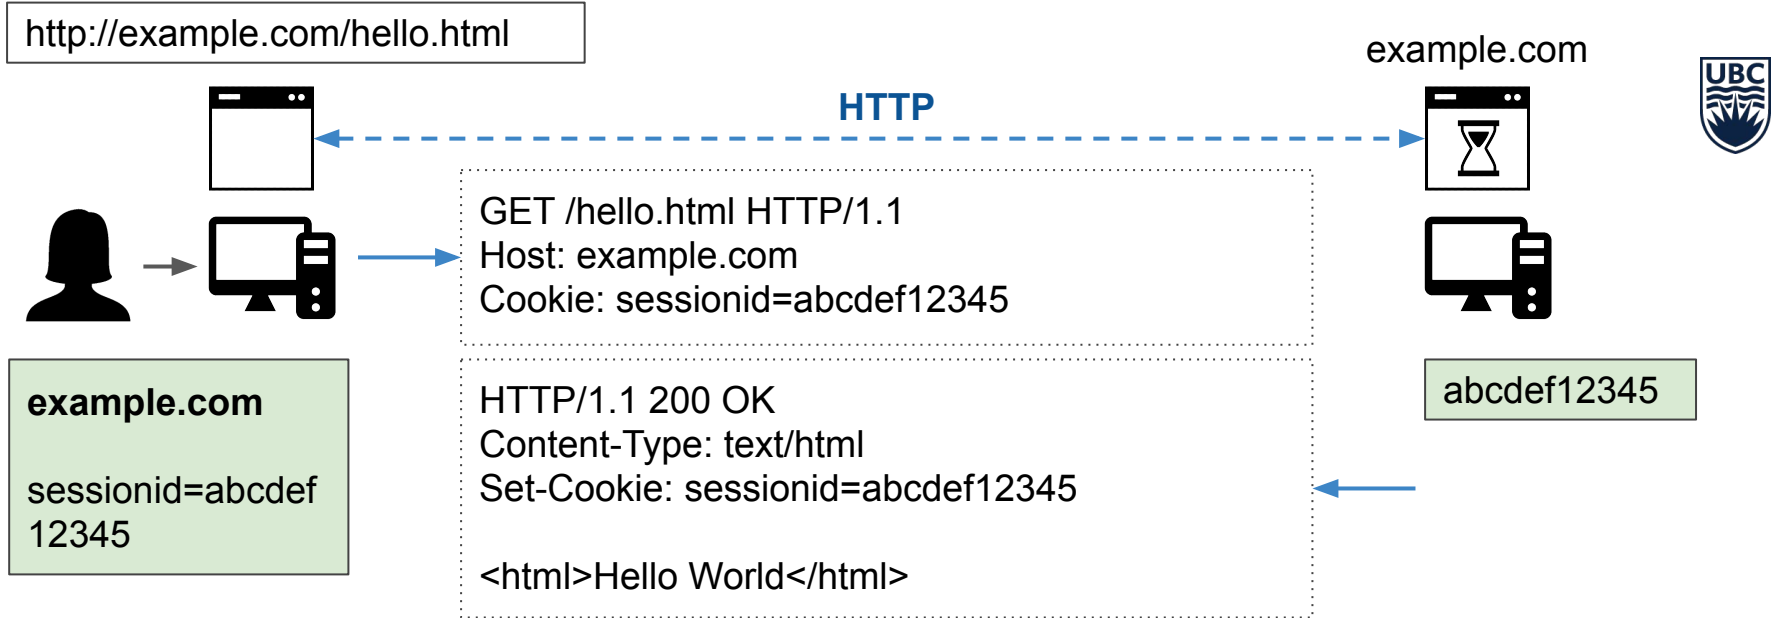 http://example.com/hello.html
example.com
UBC
HTTP
GET /hello.html HTTP/1.1
Host: example.com
Cookie: sessionid=abcdef12345
example.com
sessionid=abcdef
12345
HTTP/1.1 200 OK
Content-Type: text/html
Set-Cookie: sessionid=abcdef12345
<html>Hello World</html>
abcdef12345